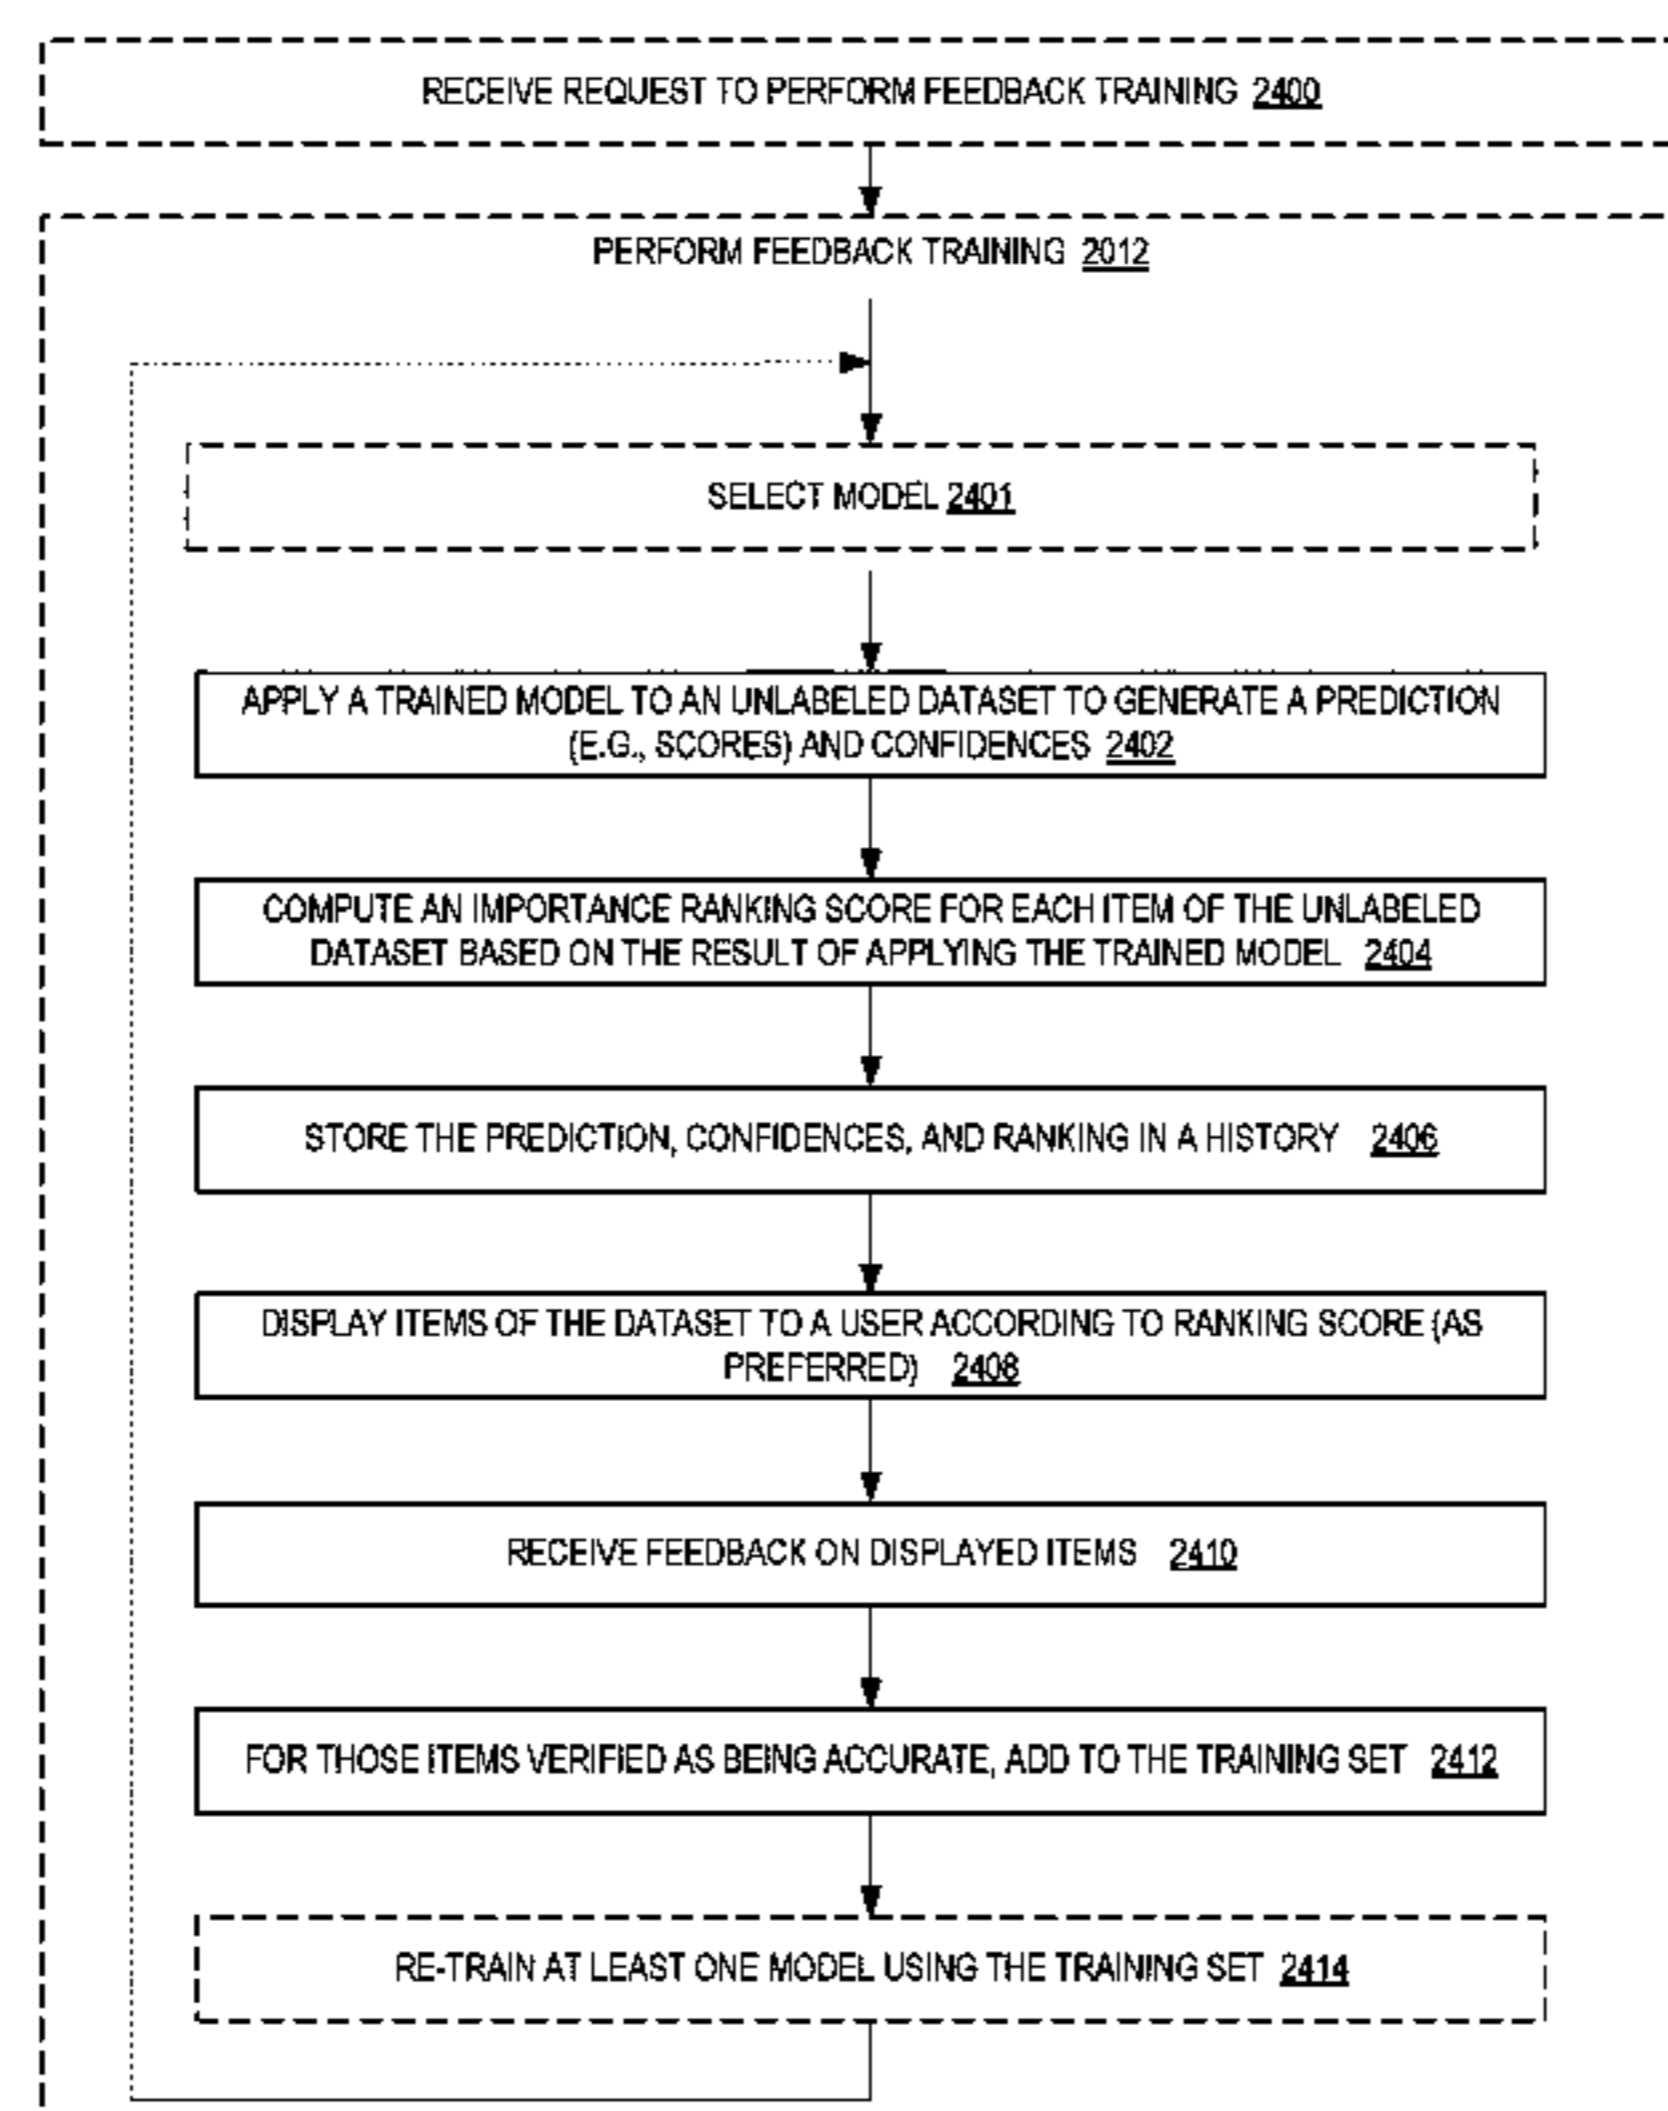 RECEIVE REQUEST TO PERFORM FEEDBACK TRAINING 2400
PERFORM FEEDBACK TRAINING 2012
SELECT MODEL 2401
APPLY A TRAINED MODEL TO AN UNLABELED DATASET TO GENERATE A PREDICTION
(E.G., SCORES) AND CONFIDENCES 2402
COMPUTE AN IMPORTANCE RANKING SCORE FOR EACH ITEM OF THE UNLABELED
DATASET BASED ON THE RESULT OF APPLYING THE TRAINED MODEL 2404
STORE THE PREDICTION, CONFIDENCES, AND RANKING IN A HISTORY 2406
DISPLAY ITEMS OF THE DATASET TO A USER ACCORDING TO RANKING SCORE (AS
PREFERRED) 2408
RECEIVE FEEDBACK ON DISPLAYED ITEMS 2410
FOR THOSE ITEMS VERIFIED AS BEING ACCURATE, ADD TO THE TRAINING SET 2412
RE-TRAIN AT LEAST ONE MODEL USING THE TRAINING SET 2414